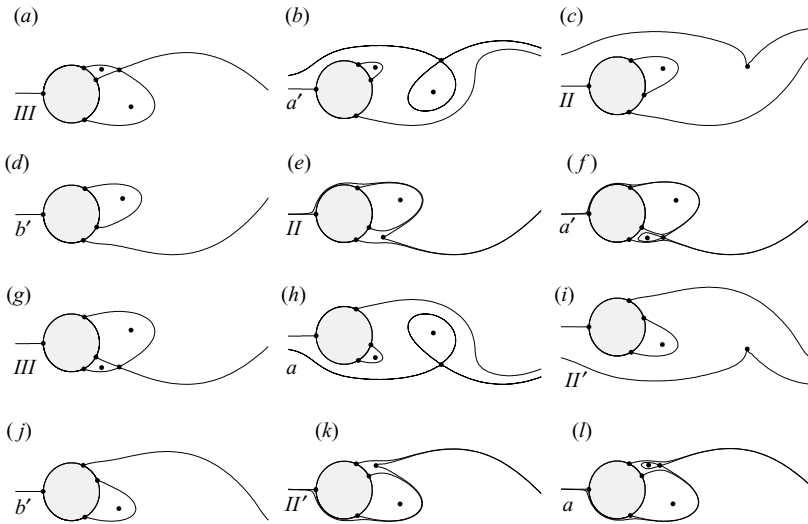 (a) (b) (c)
III a′ II
(d) (e) (f)
b′ II a′
(g) (h) (i)
III a II′
(j) (k) (l)
b′ II′ a